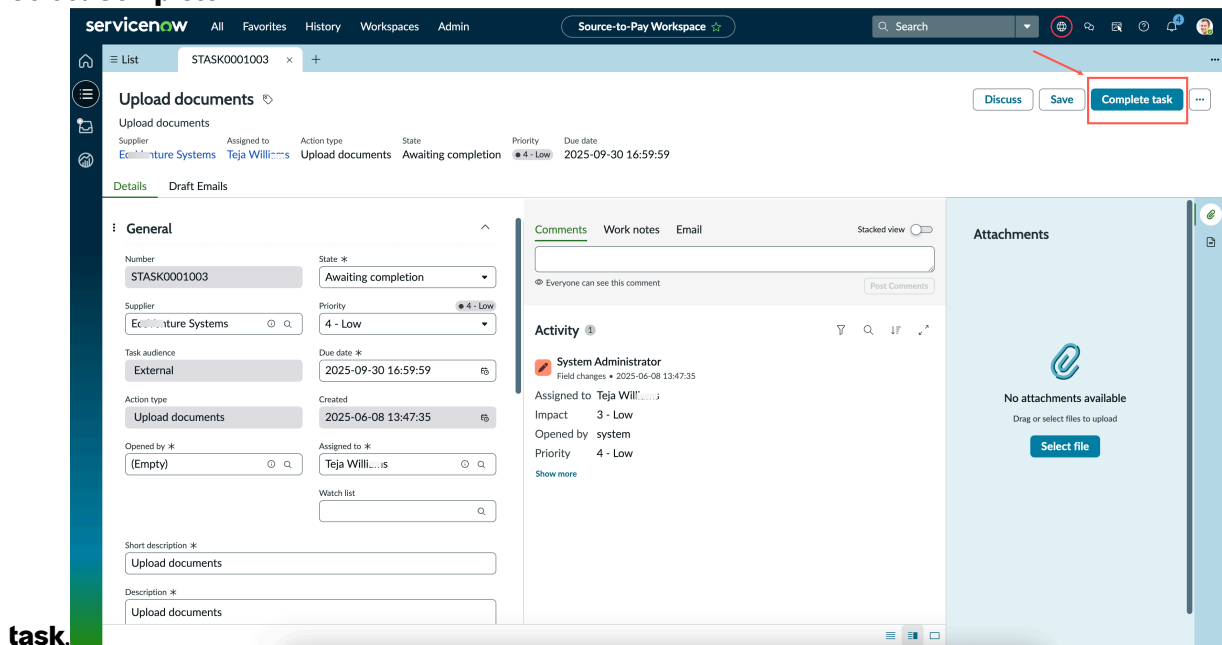 servicenow All Favorites History Workspaces Admin Source-to-Pay Workspace Search 4
List STASK0001003 × +
Upload documents Discuss Save Complete task
Upload documents
Supplier Assigned to Action type State Priority Due date
Systems Teja Upload documents Awaiting completion 4 - Low 2025-09-30 16:59:59
Details Draft Emails
General
Number State *
STASK0001003 Awaiting completion
Supplier Priority 4 - Low
Systems 4 - Low
Task audience Due date *
External 2025-09-30 16:59:59
Action type Created
Upload documents 2025-06-08 13:47:35
Opened by * Assigned to *
(Empty) Teja
Watch list
Short description *
Upload documents
Description *
Upload documents
Comments Work notes Email Stacked view
Everyone can see this comment Post Comments
Activity 1
System Administrator
Field changes • 2025-06-08 13:47:35
Assigned to Teja
Impact 3 - Low
Opened by system
Priority 4 - Low
Show more
Attachments
No attachments available
Drag or select files to upload
Select file
task.